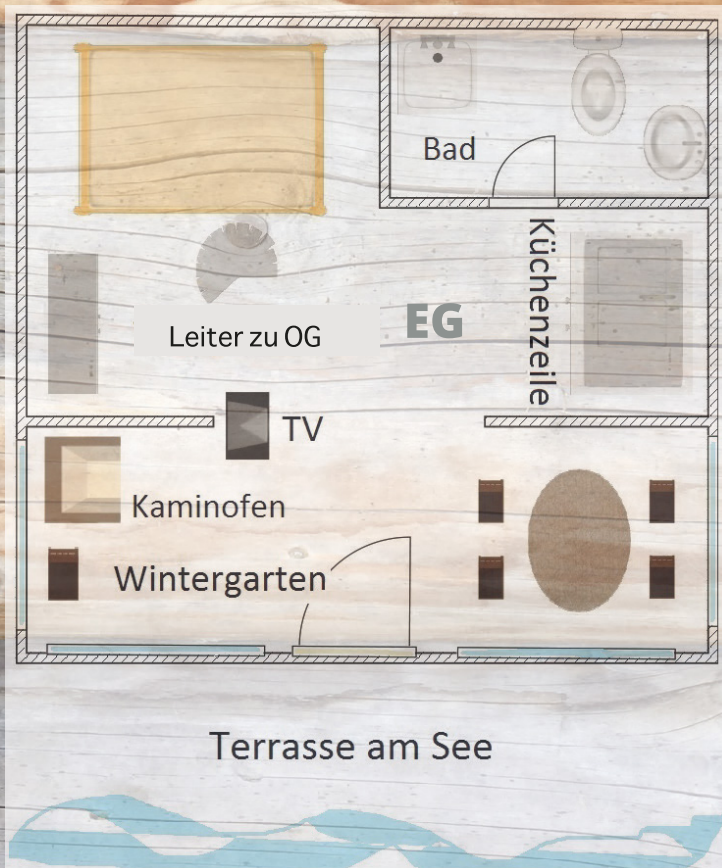 Bad
Küchenzeile
EG
Leiter zu OG
TV
Kaminofen
Wintergarten
Terrasse am See